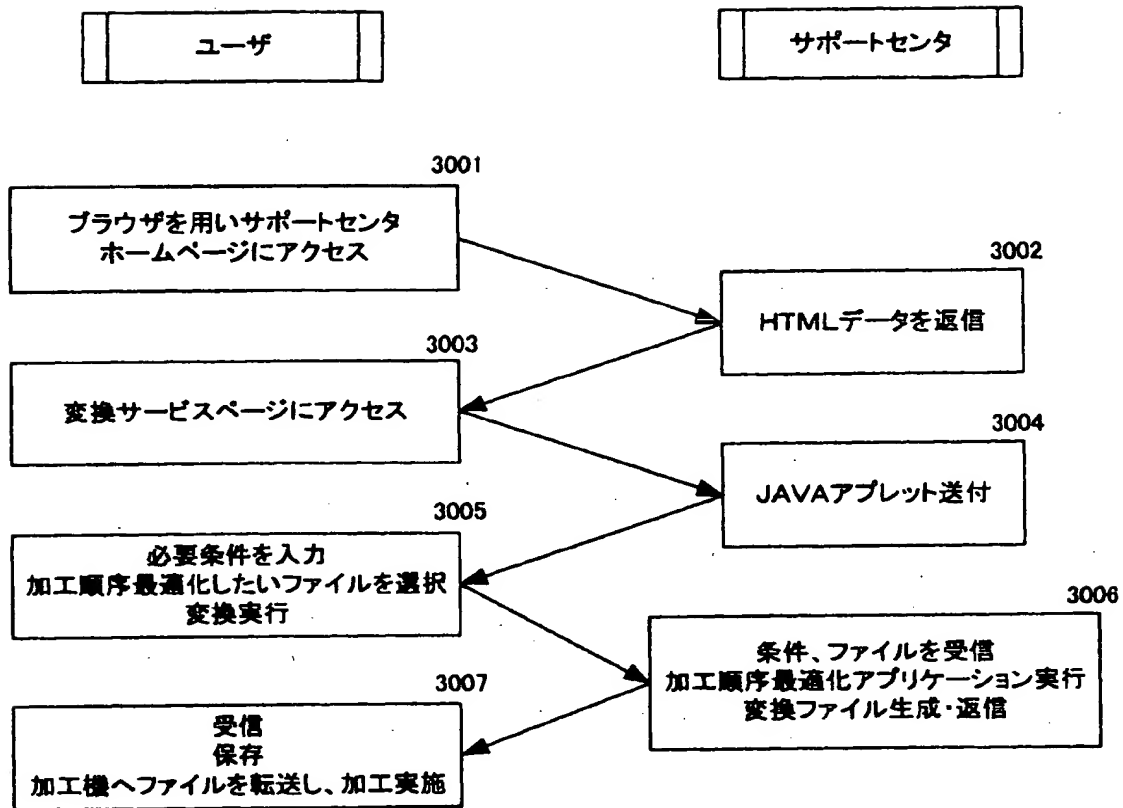 ユーザ
サポートセンタ
3001
ブラウザを用いサポートセンタ
ホームページにアクセス
3002
HTMLデータを返信
3003
変換サービスページにアクセス
3004
JAVAアプレット送付
3005
必要条件を入力
加工順序最適化したいファイルを選択
変換実行
3006
条件、ファイルを受信
加工順序最適化アプリケーション実行
変換ファイル生成・返信
3007
受信
保存
加工機へファイルを転送し、加工実施